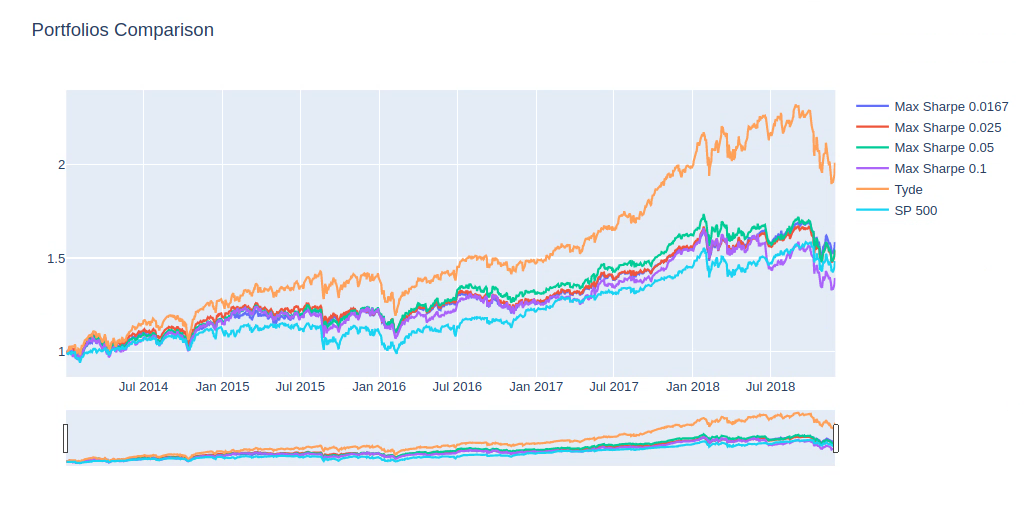 Portfolios Comparison
2
1.5
1
Jul 2014 Jan 2015 Jul 2015 Jan 2016 Jul 2016 Jan 2017 Jul 2017 Jan 2018 Jul 2018
Max Sharpe 0.0167
Max Sharpe 0.025
Max Sharpe 0.05
Max Sharpe 0.1
Tyde
SP 500